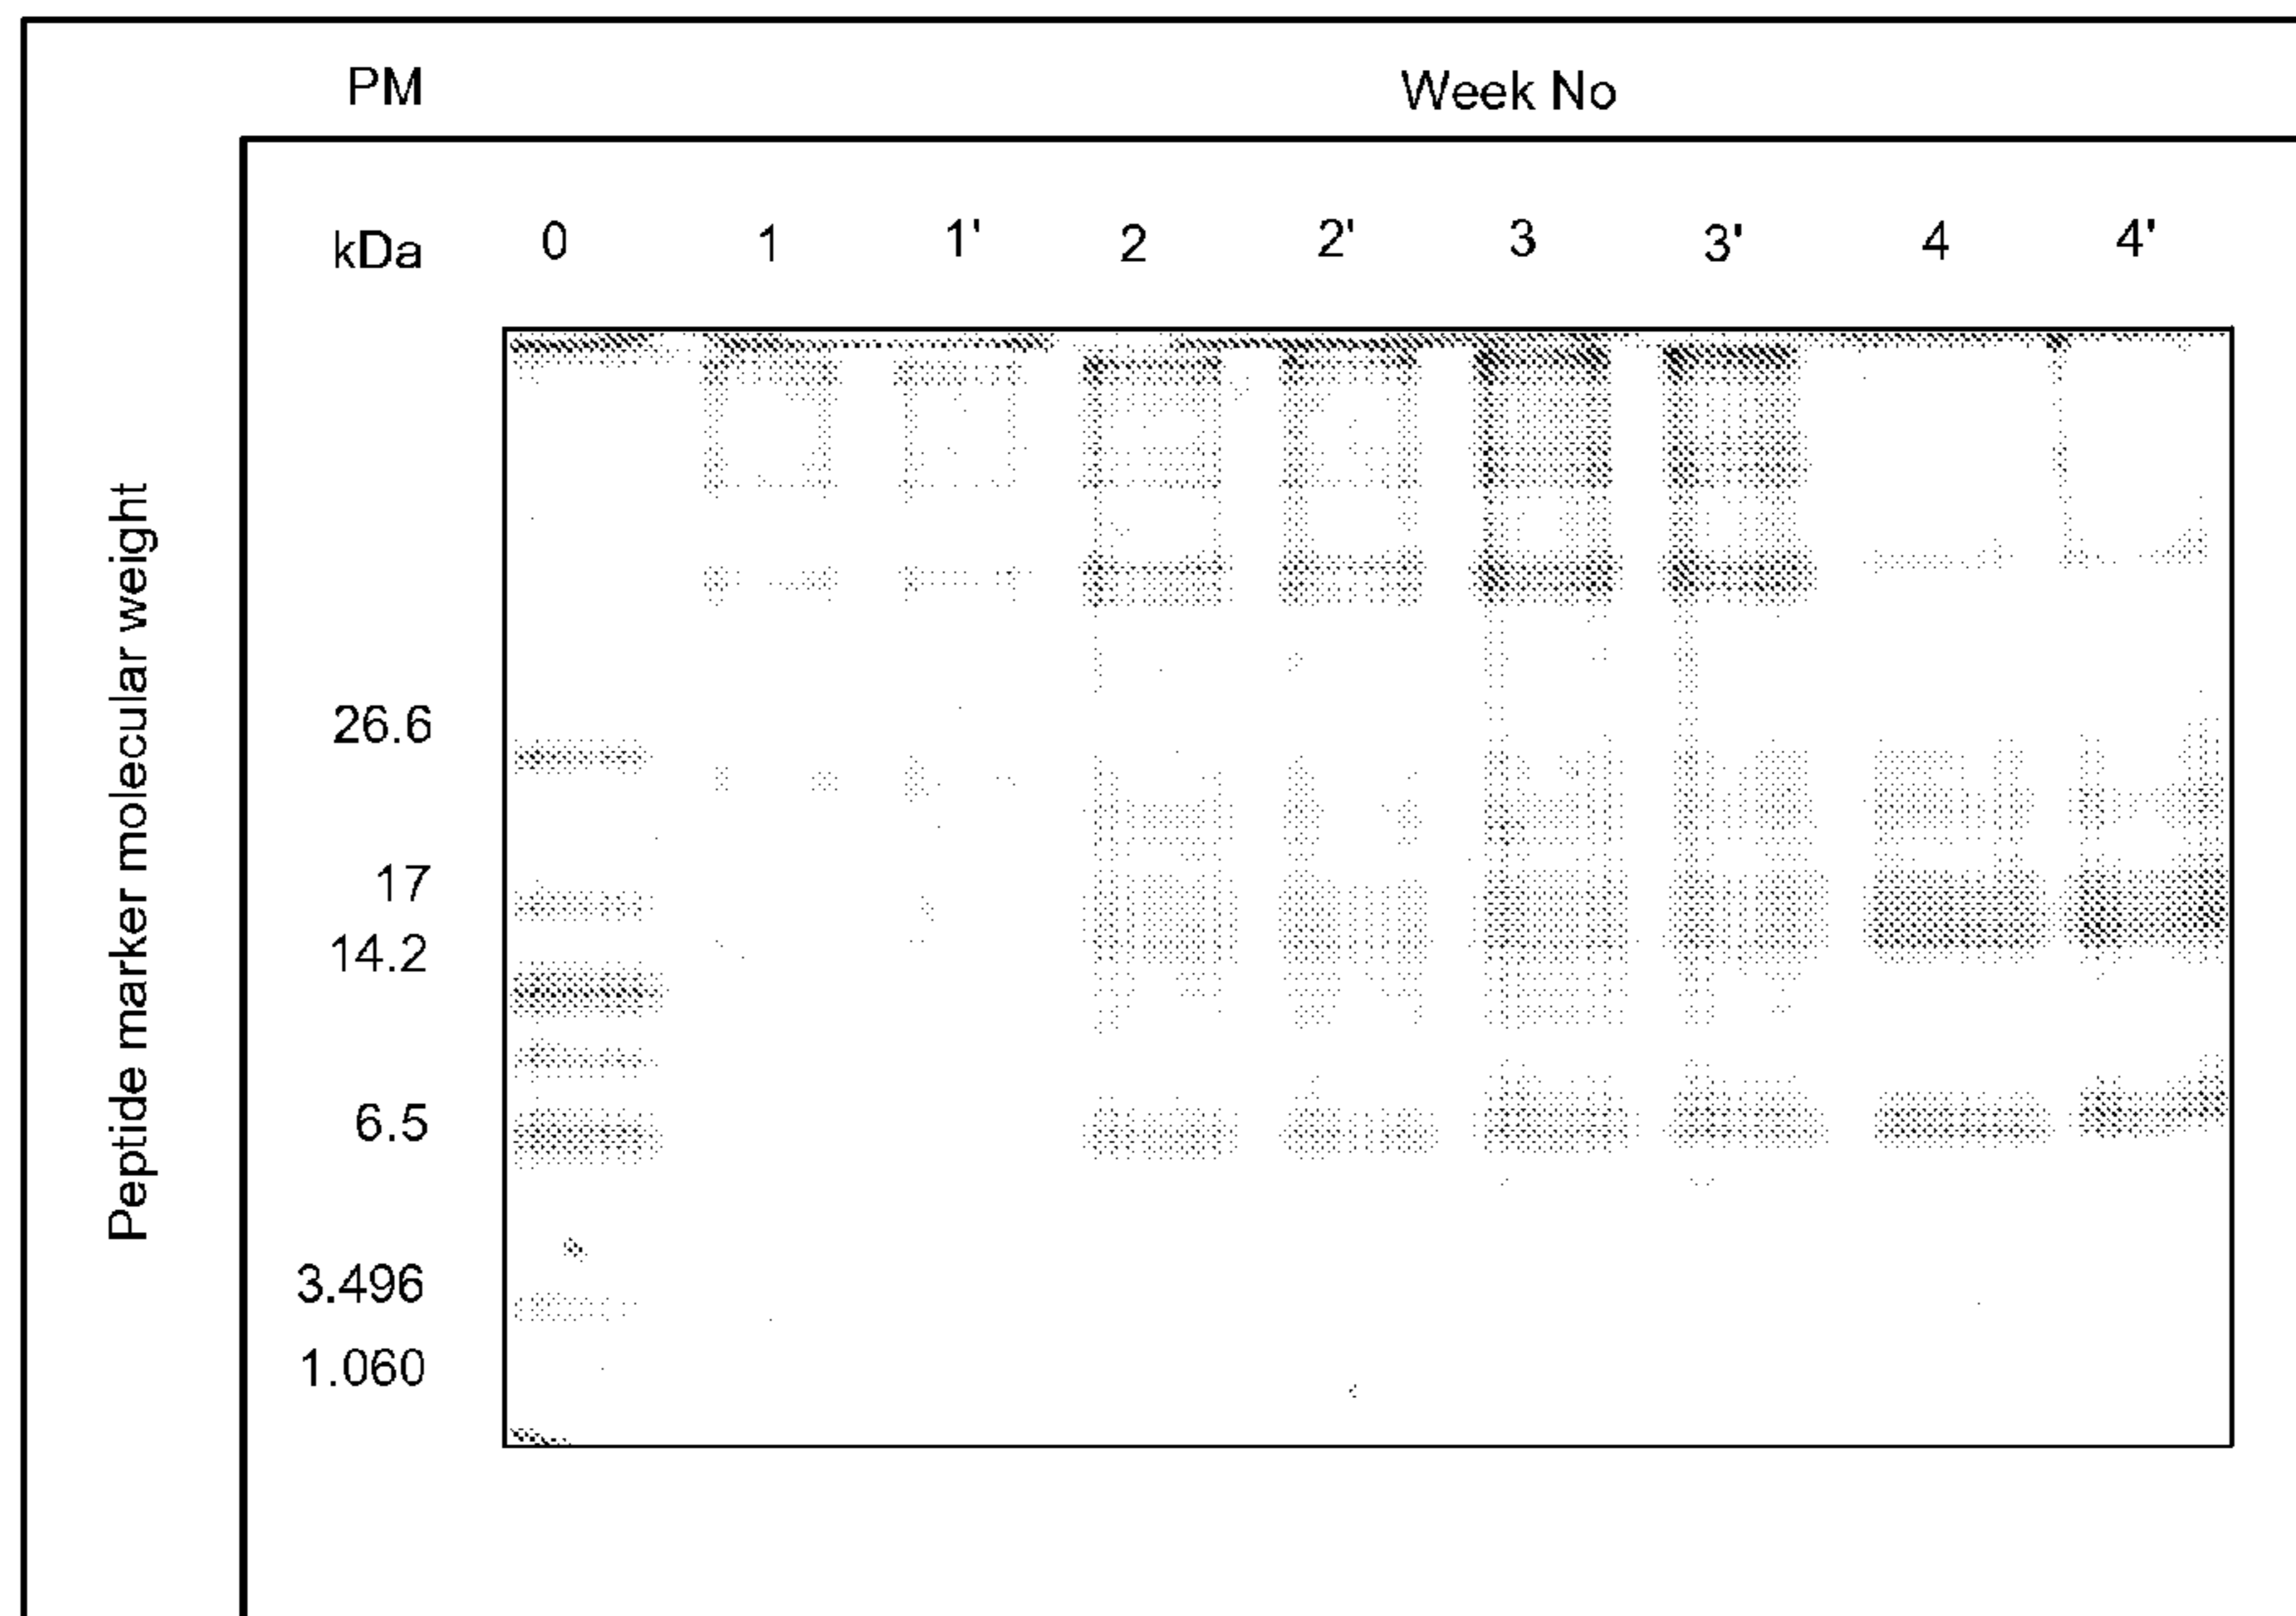 PM Week No
kDa 0 1 1' 2 2' 3 3' 4 4'
Peptide marker molecular weight
26.6
17
14.2
6.5
3.496
1.060